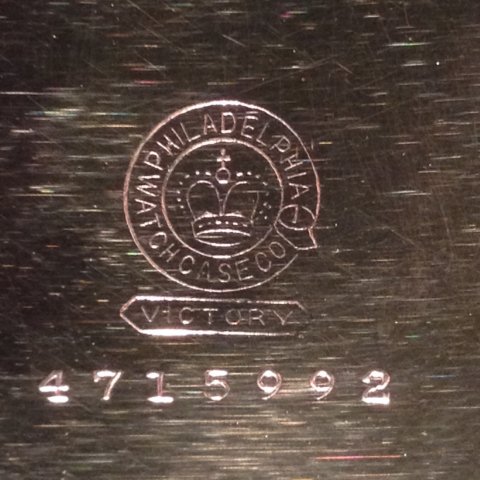 PHILADELPHIA
WATCH CASE CO
VICTORY
4715992